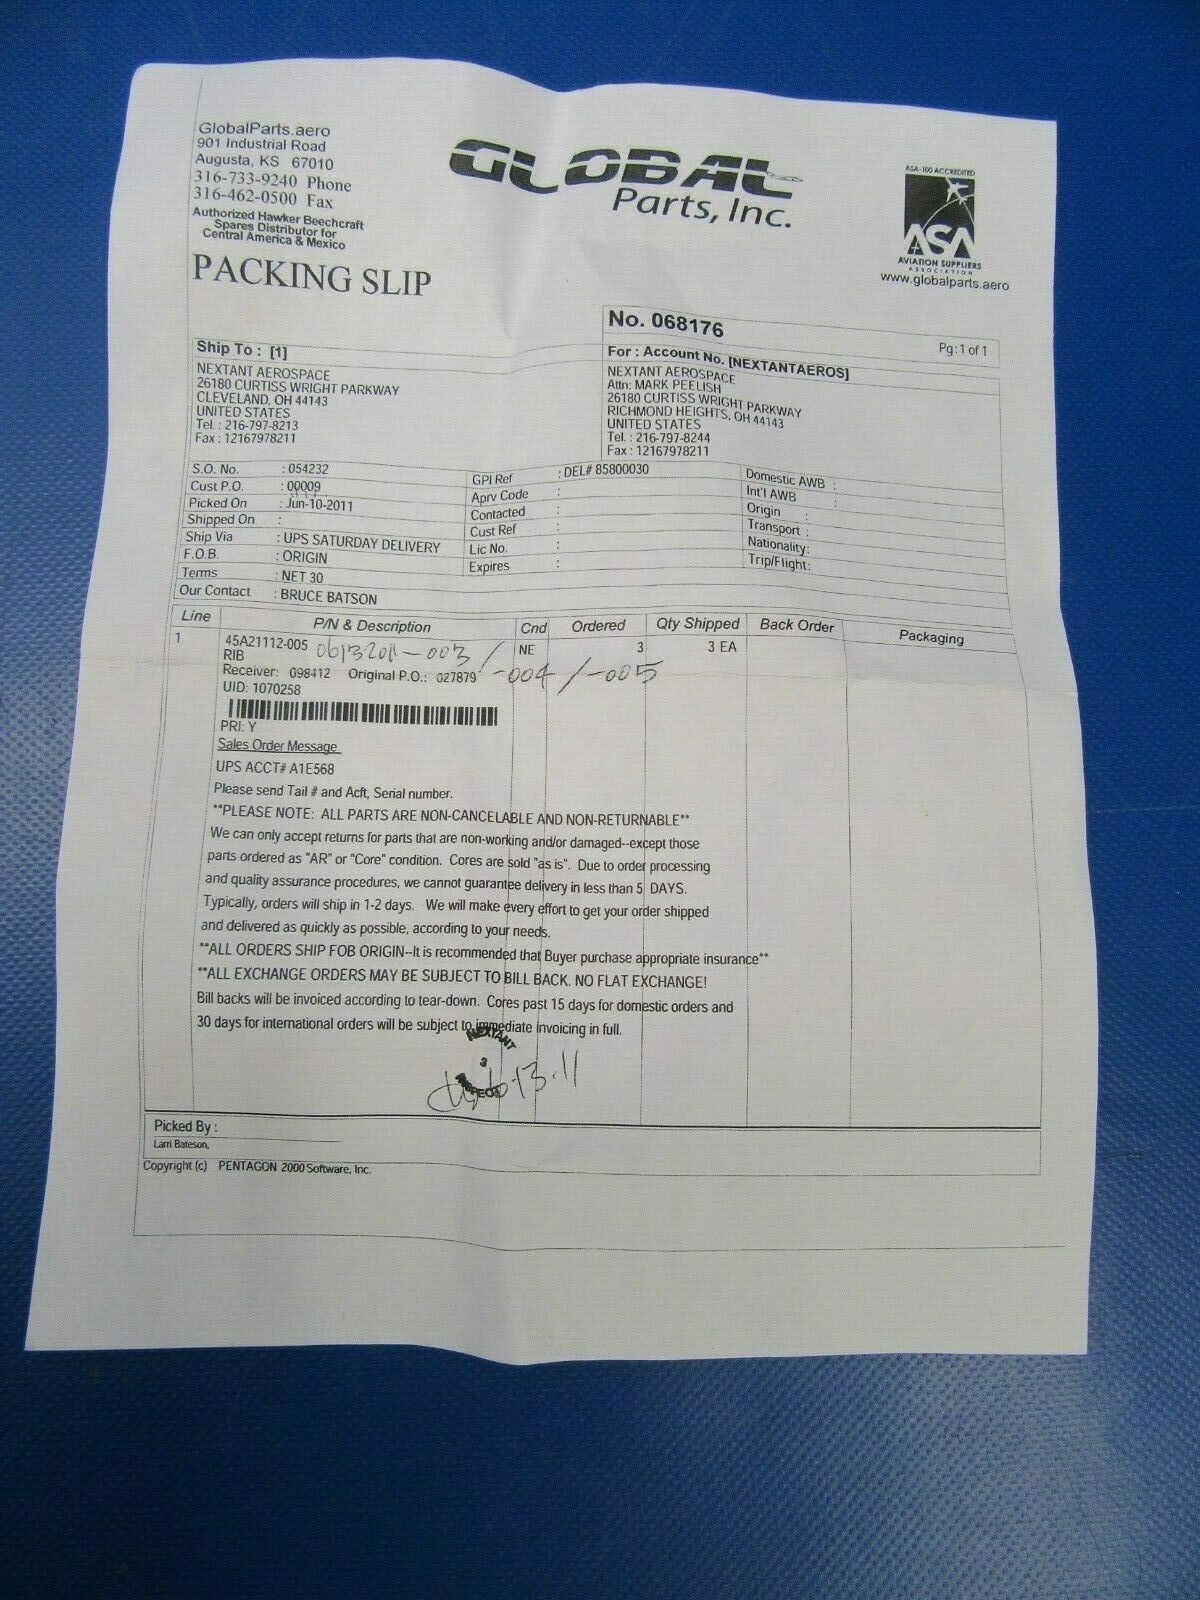 GlobalParts.aero
901 Industrial Road
Augusta, KS 67010
316-733-9240 Phone
316-462-0500 Fax
Authorized Hawker Beechcraft
Spares Distributor for
Central America & Mexico
GLOBAL
Parts, Inc.
ASA-100 ACCREDITED
ASA
AVIATION SUPPLIERS
ASSOCIATION
www.globalparts.aero
PACKING SLIP
No. 068176
Pg: 1 of 1
Ship To : [1]
NEXTANT AEROSPACE
26180 CURTISS WRIGHT PARKWAY
CLEVELAND, OH 44143
UNITED STATES
Tel. : 216-797-8213
Fax : 12167978211
For : Account No. [NEXTANTAEROS]
NEXTANT AEROSPACE
Attn: MARK PEELISH
26180 CURTISS WRIGHT PARKWAY
RICHMOND HEIGHTS, OH 44143
UNITED STATES
Tel. : 216-797-8244
Fax : 12167978211
S.O. No. : 054232
Cust P.O. : 00009
Picked On : Jun-10-2011
Shipped On :
Ship Via : UPS SATURDAY DELIVERY
F.O.B. : ORIGIN
Terms : NET 30
Our Contact : BRUCE BATSON
GPI Ref : DEL# 85800030
Aprv Code :
Contacted :
Cust Ref :
Lic No. :
Expires :
Domestic AWB :
Int'l AWB :
Origin :
Transport :
Nationality:
Trip/Flight:
Line P/N & Description Cnd Ordered Qty Shipped Back Order Packaging
1 45A21112-005 06132011-003/ NE 3 3 EA
RIB
Receiver: 098412 Original P.O.: 027879 -004/-005
UID: 1070258
PRI: Y
Sales Order Message
UPS ACCT# A1E568
Please send Tail # and Acft, Serial number.
**PLEASE NOTE: ALL PARTS ARE NON-CANCELABLE AND NON-RETURNABLE**
We can only accept returns for parts that are non-working and/or damaged--except those
parts ordered as "AR" or "Core" condition. Cores are sold "as is". Due to order processing
and quality assurance procedures, we cannot guarantee delivery in less than 5 DAYS.
Typically, orders will ship in 1-2 days. We will make every effort to get your order shipped
and delivered as quickly as possible, according to your needs.
**ALL ORDERS SHIP FOB ORIGIN--It is recommended that Buyer purchase appropriate insurance**
**ALL EXCHANGE ORDERS MAY BE SUBJECT TO BILL BACK. NO FLAT EXCHANGE!
Bill backs will be invoiced according to tear-down. Cores past 15 days for domestic orders and
30 days for international orders will be subject to immediate invoicing in full.
NEXTANT
3
6-13-11
Picked By :
Larri Bateson,
Copyright (c) PENTAGON 2000 Software, Inc.